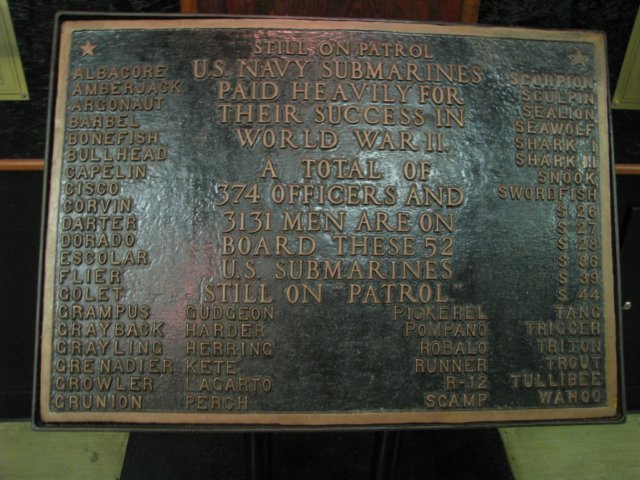 STILL ON PATROL
U.S. NAVY SUBMARINES
PAID HEAVILY FOR
THEIR SUCCESS IN
WORLD WAR II.
A TOTAL OF
374 OFFICERS AND
3131 MEN ARE ON
BOARD THESE 52
U.S. SUBMARINES
STILL ON "PATROL"
ALBACORE
AMBERJACK
ARGONAUT
BARBEL
BONEFISH
BULLHEAD
CAPELIN
CISCO
CORVIN
DARTER
DORADO
ESCOLAR
FLIER
GOLET
GRAMPUS
GRAYBACK
GRAYLING
GRENADIER
GROWLER
GRUNION
GUDGEON
HARDER
HERRING
KETE
LAGARTO
PERCH
PICKEREL
POMPANO
ROBALO
RUNNER
R-12
SCAMP
SCORPION
SCULPIN
SEALION
SEAWOLF
SHARK I
SHARK II
SNOOK
SWORDFISH
S 26
S 27
S 28
S 36
S 39
S 44
TANG
TRIGGER
TRITON
TROUT
TULLIBEE
WAHOO